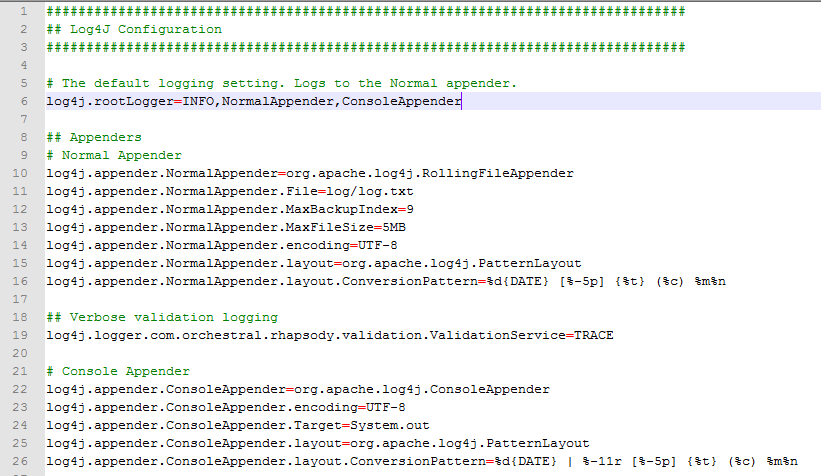 1 ################################################################################
2 ## Log4J Configuration
3 ################################################################################
4
5 # The default logging setting. Logs to the Normal appender.
6 log4j.rootLogger=INFO,NormalAppender,ConsoleAppender
7
8 ## Appenders
9 # Normal Appender
10 log4j.appender.NormalAppender=org.apache.log4j.RollingFileAppender
11 log4j.appender.NormalAppender.File=log/log.txt
12 log4j.appender.NormalAppender.MaxBackupIndex=9
13 log4j.appender.NormalAppender.MaxFileSize=5MB
14 log4j.appender.NormalAppender.encoding=UTF-8
15 log4j.appender.NormalAppender.layout=org.apache.log4j.PatternLayout
16 log4j.appender.NormalAppender.layout.ConversionPattern=%d{DATE} [%-5p] {%t} (%c) %m%n
17
18 ## Verbose validation logging
19 log4j.logger.com.orchestral.rhapsody.validation.ValidationService=TRACE
20
21 # Console Appender
22 log4j.appender.ConsoleAppender=org.apache.log4j.ConsoleAppender
23 log4j.appender.ConsoleAppender.encoding=UTF-8
24 log4j.appender.ConsoleAppender.Target=System.out
25 log4j.appender.ConsoleAppender.layout=org.apache.log4j.PatternLayout
26 log4j.appender.ConsoleAppender.layout.ConversionPattern=%d{DATE} | %-11r [%-5p] {%t} (%c) %m%n